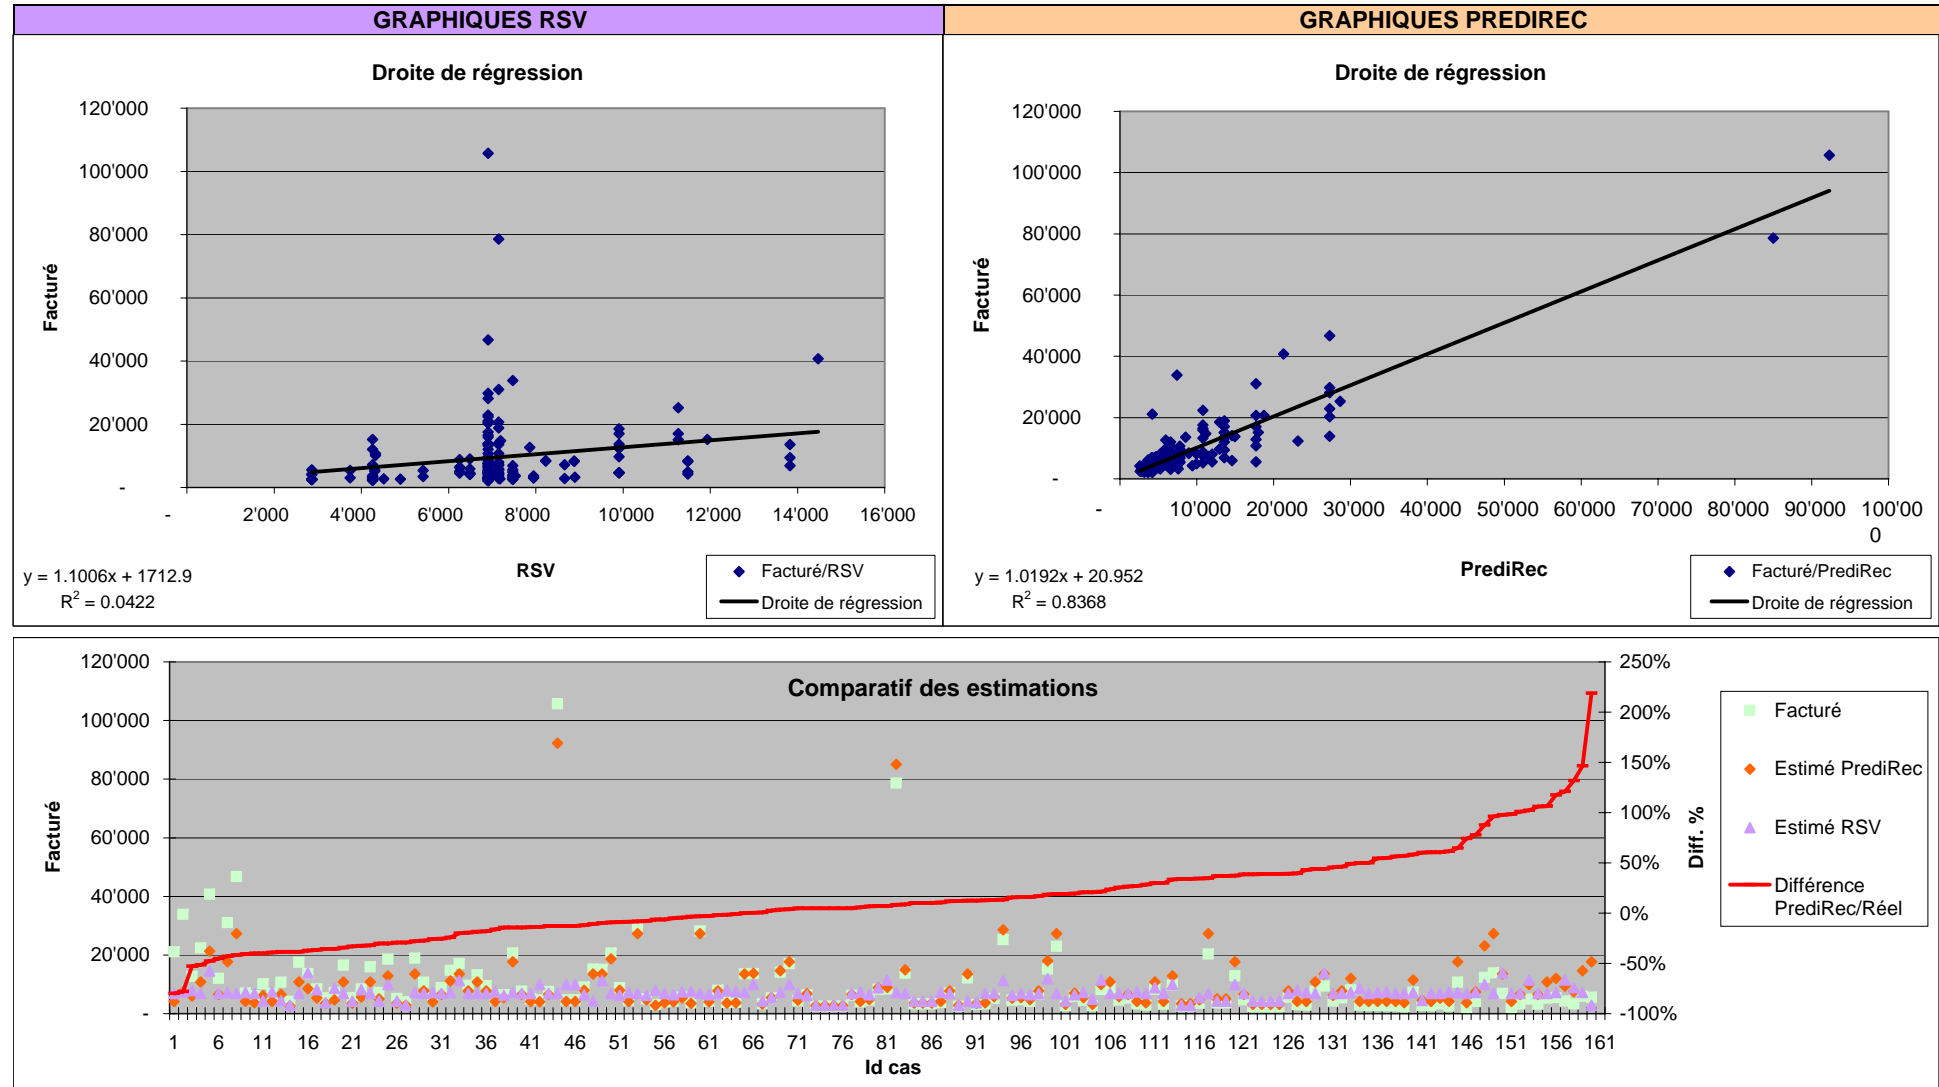 GRAPHIQUES RSV
GRAPHIQUES PREDIREC
Droite de régression
120'000
100'000
80'000
60'000
40'000
20'000
-
Facturé
-
2'000
4'000
6'000
8'000
10'000
12'000
14'000
16'000
RSV
y = 1.1006x + 1712.9
R² = 0.0422
Facturé/RSV
Droite de régression
Droite de régression
120'000
100'000
80'000
60'000
40'000
20'000
-
Facturé
-
10'000
20'000
30'000
40'000
50'000
60'000
70'000
80'000
90'000
100'00
0
PrediRec
y = 1.0192x + 20.952
R² = 0.8368
Facturé/PrediRec
Droite de régression
Comparatif des estimations
120'000
100'000
80'000
60'000
40'000
20'000
-
Facturé
250%
200%
150%
100%
50%
0%
-50%
-100%
Diff. %
1 6 11 16 21 26 31 36 41 46 51 56 61 66 71 76 81 86 91 96 101 106 111 116 121 126 131 136 141 146 151 156 161
Id cas
Facturé
Estimé PrediRec
Estimé RSV
Différence
PrediRec/Réel